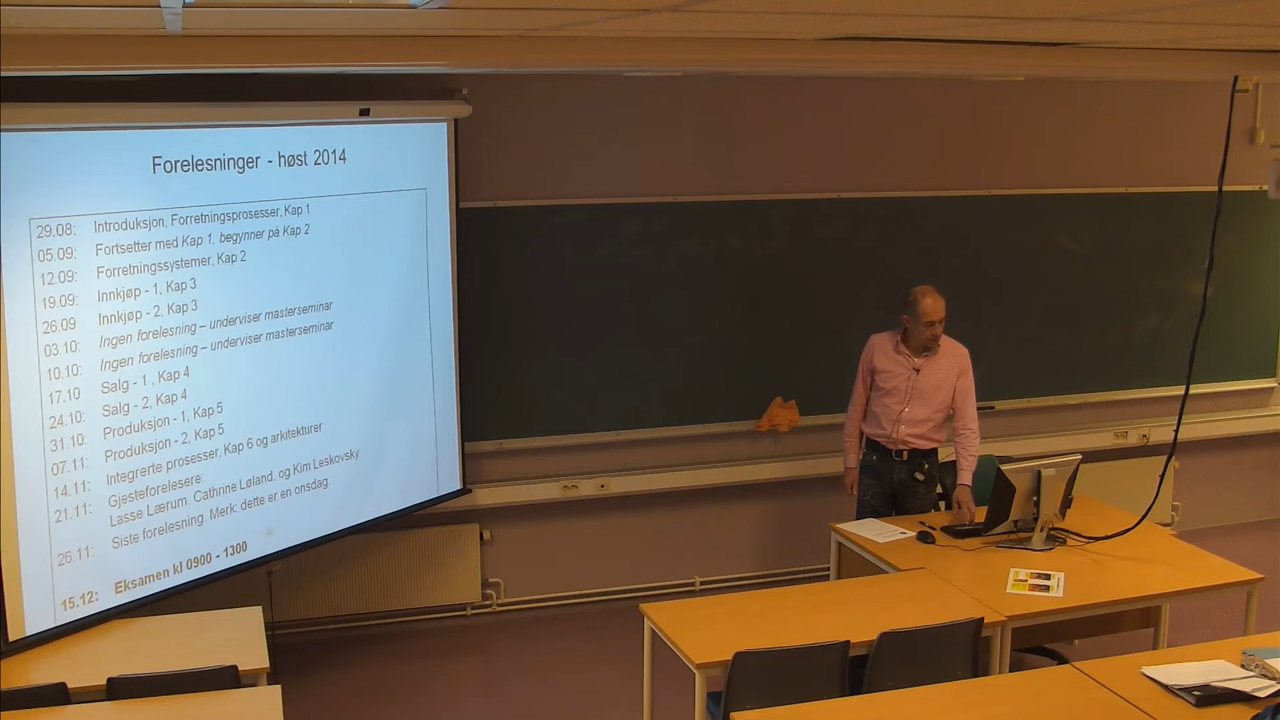 Forelesninger - høst 2014
29.08: Introduksjon, Forretningsprosesser, Kap 1
05.09: Fortsetter med Kap 1, begynner på Kap 2
12.09: Forretningssystemer, Kap 2
19.09: Innkjøp - 1, Kap 3
26.09 Innkjøp - 2, Kap 3
03.10: Ingen forelesning – underviser masterseminar
10.10: Ingen forelesning – underviser masterseminar
17.10 Salg - 1 , Kap 4
24.10: Salg - 2, Kap 4
31.10: Produksjon - 1, Kap 5
07.11: Produksjon - 2, Kap 5
14.11: Integrerte prosesser, Kap 6 og arkitekturer
21.11: Gjesteforelesere:
Lasse Lærum, Cathrine Løland, og Kim Leskovsky
26.11: Siste forelesning. Merk: dette er en onsdag.
15.12: Eksamen kl 0900 - 1300